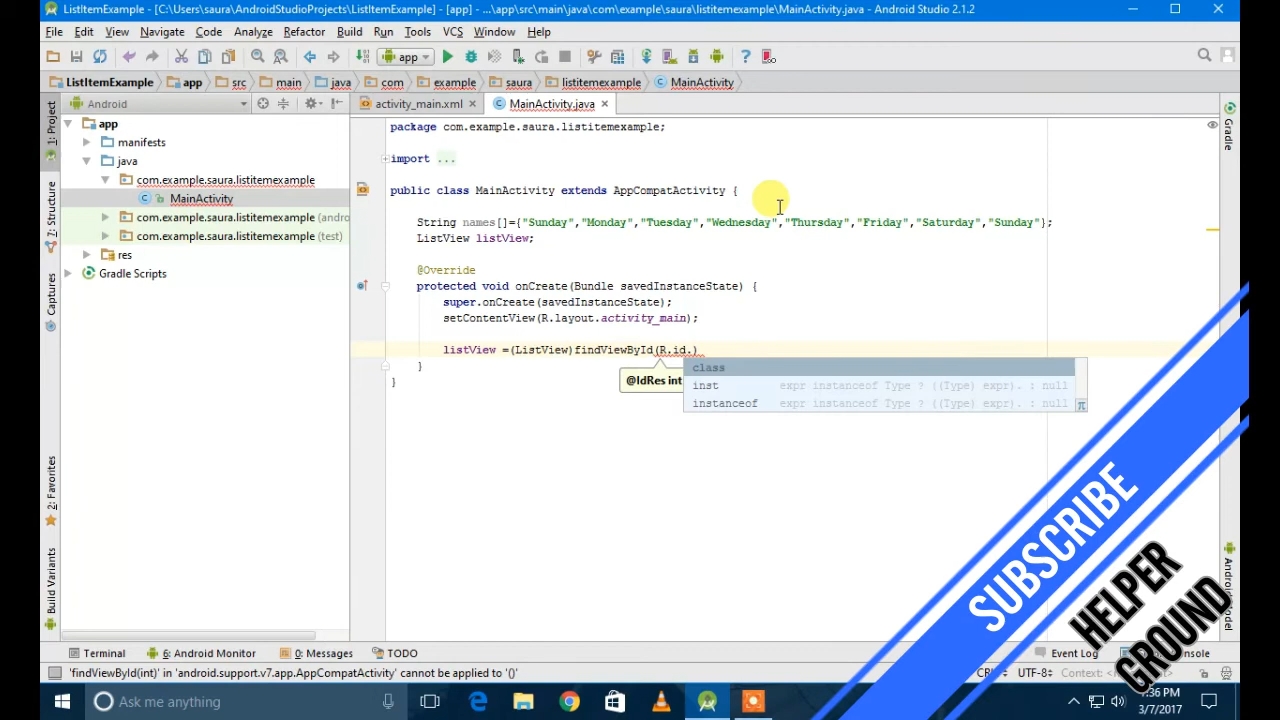 ListItemExample - [C:\Users\saura\AndroidStudioProjects\ListItemExample] - [app] - ...\app\src\main\java\com\example\saura\listitemexample\MainActivity.java - Android Studio 2.1.2
File Edit View Navigate Code Analyze Refactor Build Run Tools VCS Window Help
app
ListItemExample app src main java com example saura listitemexample MainActivity
Android
activity_main.xml MainActivity.java
1: Project
Structure
Captures
2: Favorites
Build Variants
Gradle
app
manifests
java
com.example.saura.listitemexample
MainActivity
com.example.saura.listitemexample (andro
com.example.saura.listitemexample (test)
res
Gradle Scripts
package com.example.saura.listitemexample;
import ...
public class MainActivity extends AppCompatActivity {
String names[]={"Sunday","Monday","Tuesday","Wednesday","Thursday","Friday","Saturday","Sunday"};
ListView listView;
@Override
protected void onCreate(Bundle savedInstanceState) {
super.onCreate(savedInstanceState);
setContentView(R.layout.activity_main);
listView =(ListView)findViewById(R.id.)
}
}
@IdRes int
class
inst expr instanceof Type ? ((Type) expr). : null
instanceof expr instanceof Type ? ((Type) expr). : null
SUBSCRIBE
HELPER
GROUND
Terminal 6: Android Monitor 0: Messages TODO Event Log
'findViewById(int)' in 'android.support.v7.app.AppCompatActivity' cannot be applied to '()'
UTF-8
Context:
Ask me anything
:36 PM
3/7/2017